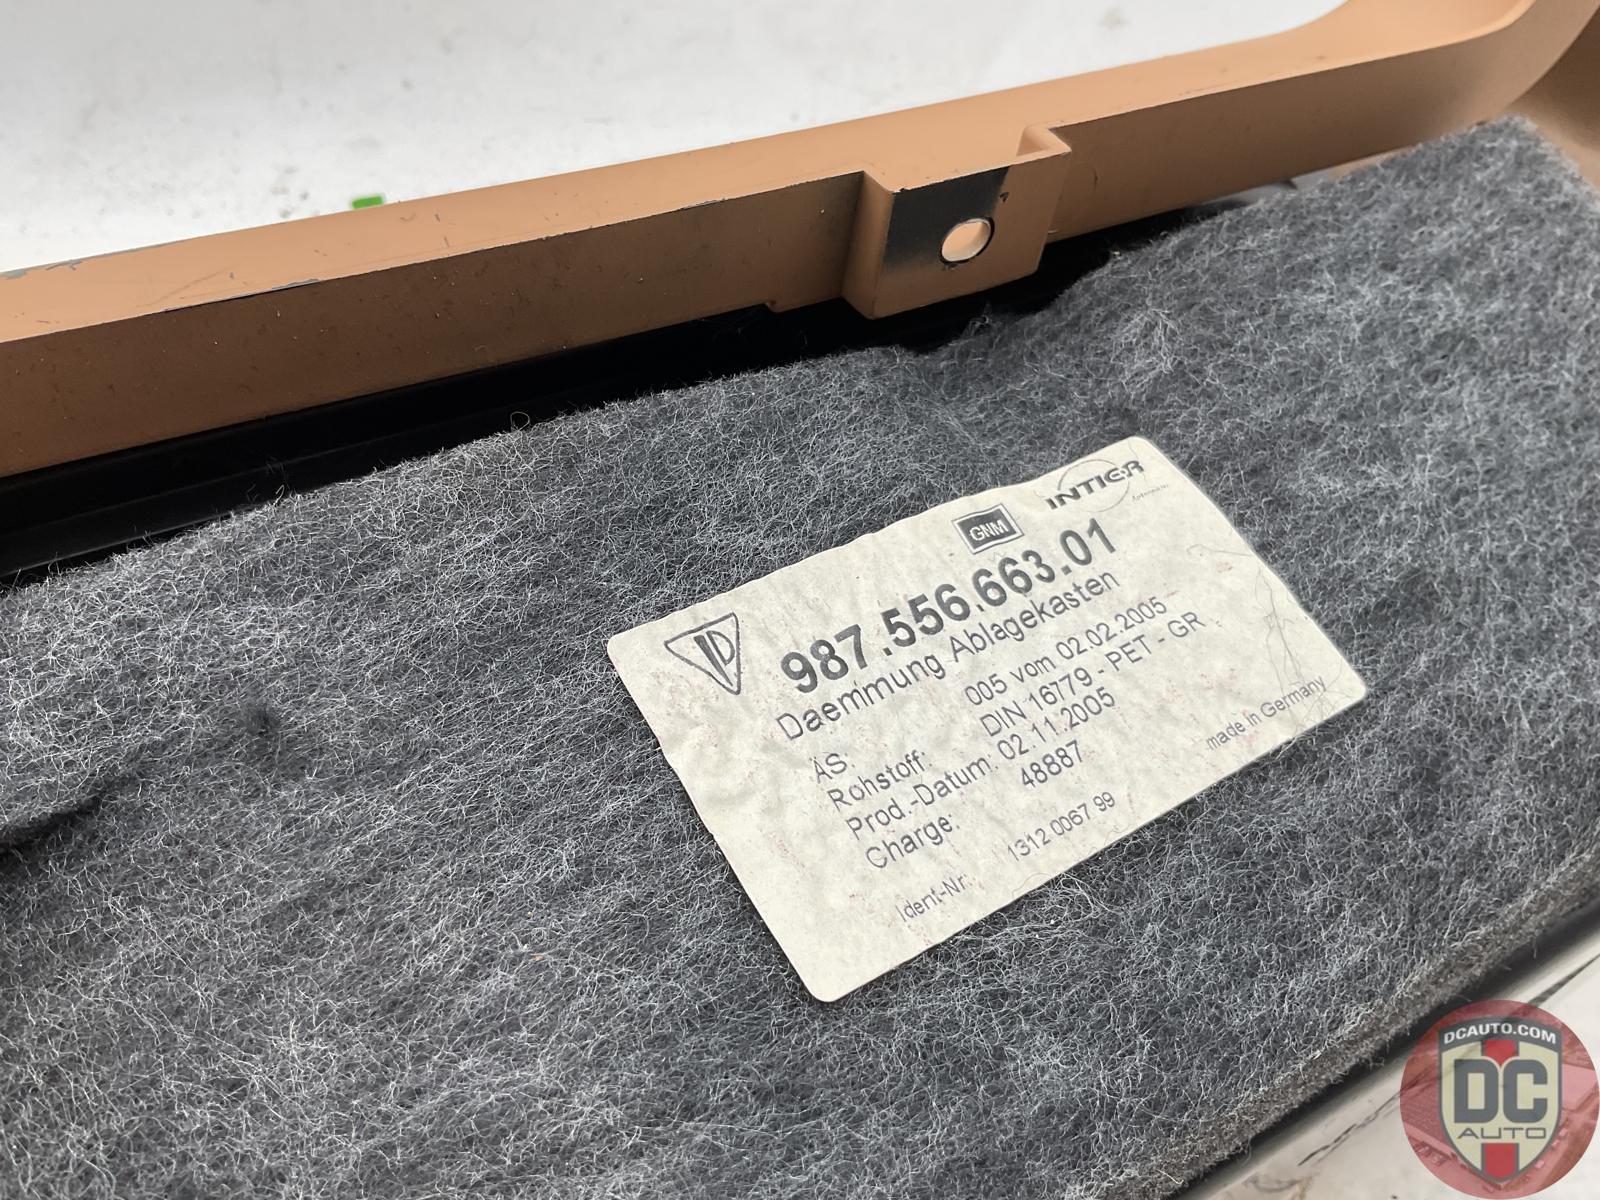 INTIER
Automotive
GNM
987.556.663.01
Daemmung Ablagekasten
AS: 005 vom 02.02.2005
Rohstoff: DIN 16779 - PET - GR
Prod.-Datum: 02.11.2005
Charge: 48887
made in Germany
Ident-Nr: 1312 0067 99
DCAUTO.COM
DC
AUTO